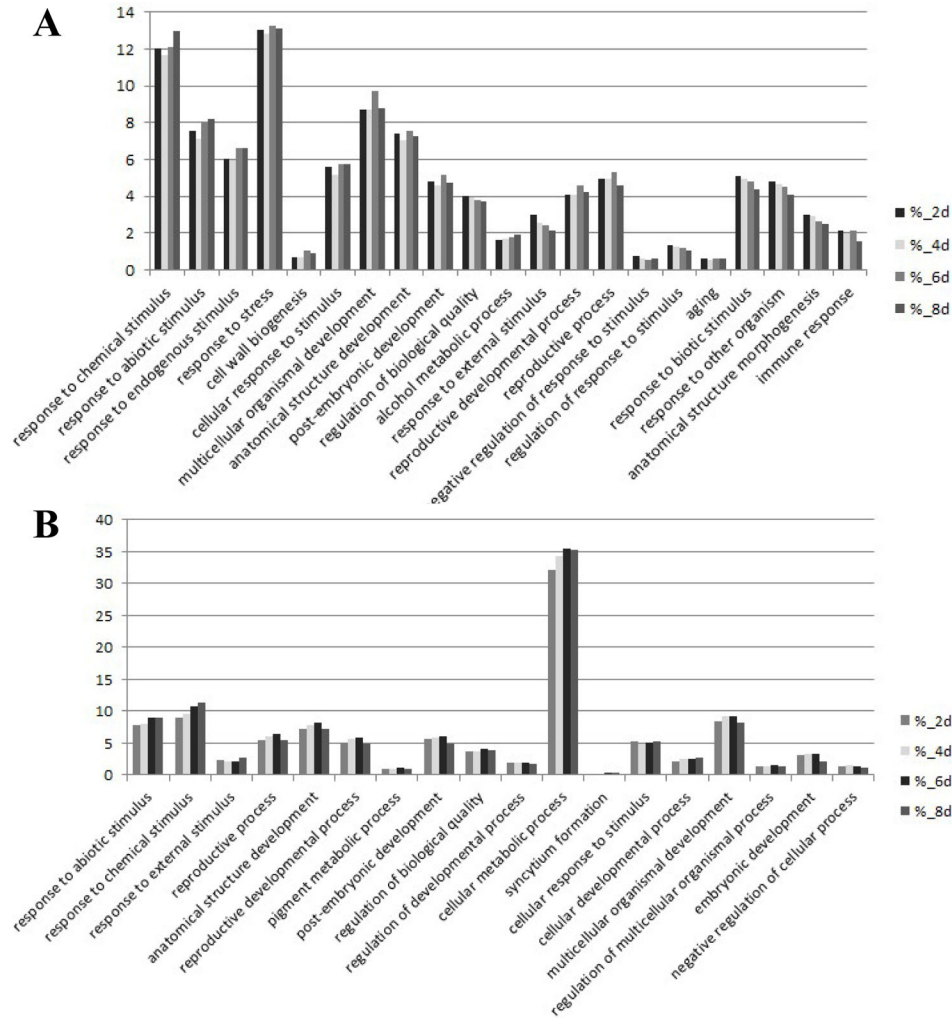 A
14
12
10
8
6
4
2
0
response to chemical stimulus
response to abiotic stimulus
response to endogenous stimulus
response to stress
cell wall biogenesis
cellular response to stimulus
multicellular organismal development
anatomical structure development
post-embryonic development
regulation of biological quality
alcohol metabolic process
response to external stimulus
reproductive developmental process
reproductive process
egative regulation of response to stimulus
regulation of response to stimulus
aging
response to biotic stimulus
response to other organism
anatomical structure morphogenesis
immune response
%_2d
%_4d
%_6d
%_8d
B
40
35
30
25
20
15
10
5
0
response to abiotic stimulus
response to chemical stimulus
response to external stimulus
reproductive process
anatomical structure development
reproductive developmental process
pigment metabolic process
post-embryonic development
regulation of biological quality
regulation of developmental process
cellular metabolic process
syncytium formation
cellular response to stimulus
cellular developmental process
multicellular organismal development
regulation of multicellular organismal process
embryonic development
negative regulation of cellular process
%_2d
%_4d
%_6d
%_8d